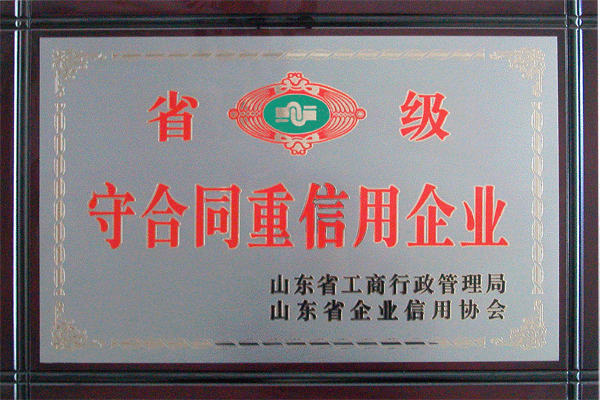 省 级
守合同重信用企业
山东省工商行政管理局
山东省企业信用协会